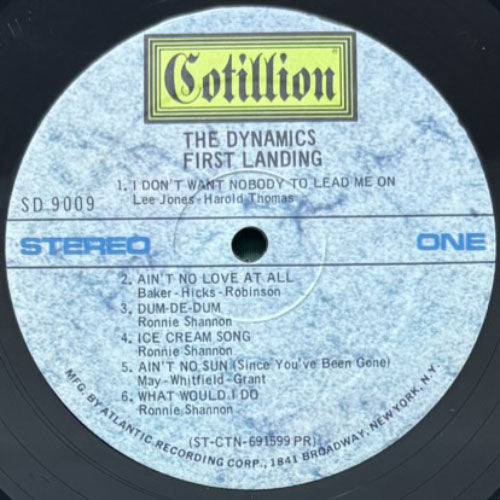 Cotillion
THE DYNAMICS
FIRST LANDING
1. I DON'T WANT NOBODY TO LEAD ME ON
Lee Jones - Harold Thomas
SD 9009
STEREO ONE
2. AIN'T NO LOVE AT ALL
Baker - Hicks - Robinson
3. DUM-DE-DUM
Ronnie Shannon
4. ICE CREAM SONG
Ronnie Shannon
5. AIN'T NO SUN (Since You've Been Gone)
May - Whitfield - Grant
6. WHAT WOULD I DO
Ronnie Shannon
(ST-CTN-691599 PR)
MFG. BY ATLANTIC RECORDING CORP., 1841 BROADWAY, NEW YORK, N.Y.